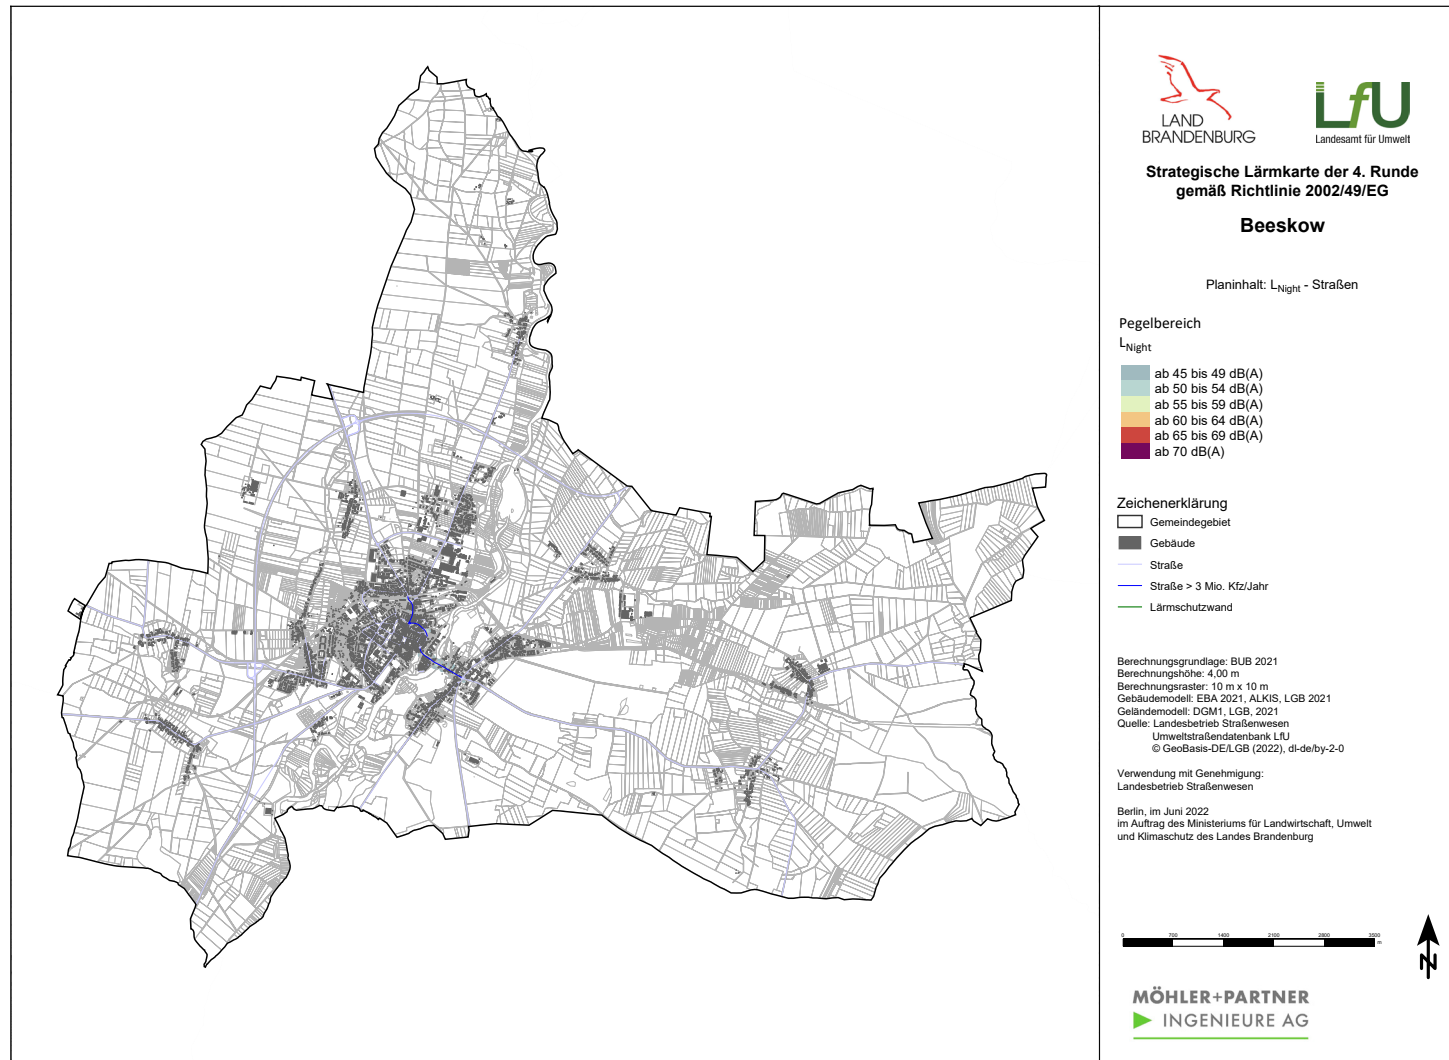 LAND
BRANDENBURG
LfU
Landesamt für Umwelt
Strategische Lärmkarte der 4. Runde
gemäß Richtlinie 2002/49/EG
Beeskow
Planinhalt: LNight - Straßen
Pegelbereich
LNight
ab 45 bis 49 dB(A)
ab 50 bis 54 dB(A)
ab 55 bis 59 dB(A)
ab 60 bis 64 dB(A)
ab 65 bis 69 dB(A)
ab 70 dB(A)
Zeichenerklärung
Gemeindegebiet
Gebäude
Straße
Straße > 3 Mio. Kfz/Jahr
Lärmschutzwand
Berechnungsgrundlage: BUB 2021
Berechnungshöhe: 4,00 m
Berechnungsraster: 10 m x 10 m
Gebäudemodell: EBA 2021, ALKIS, LGB 2021
Geländemodell: DGM1, LGB, 2021
Quelle: Landesbetrieb Straßenwesen
Umweltstraßendatenbank LfU
© GeoBasis-DE/LGB (2022), dl-de/by-2-0
Verwendung mit Genehmigung:
Landesbetrieb Straßenwesen
Berlin, im Juni 2022
im Auftrag des Ministeriums für Landwirtschaft, Umwelt
und Klimaschutz des Landes Brandenburg
0 700 1400 2100 2800 3500
m
N
MÖHLER+PARTNER
INGENIEURE AG